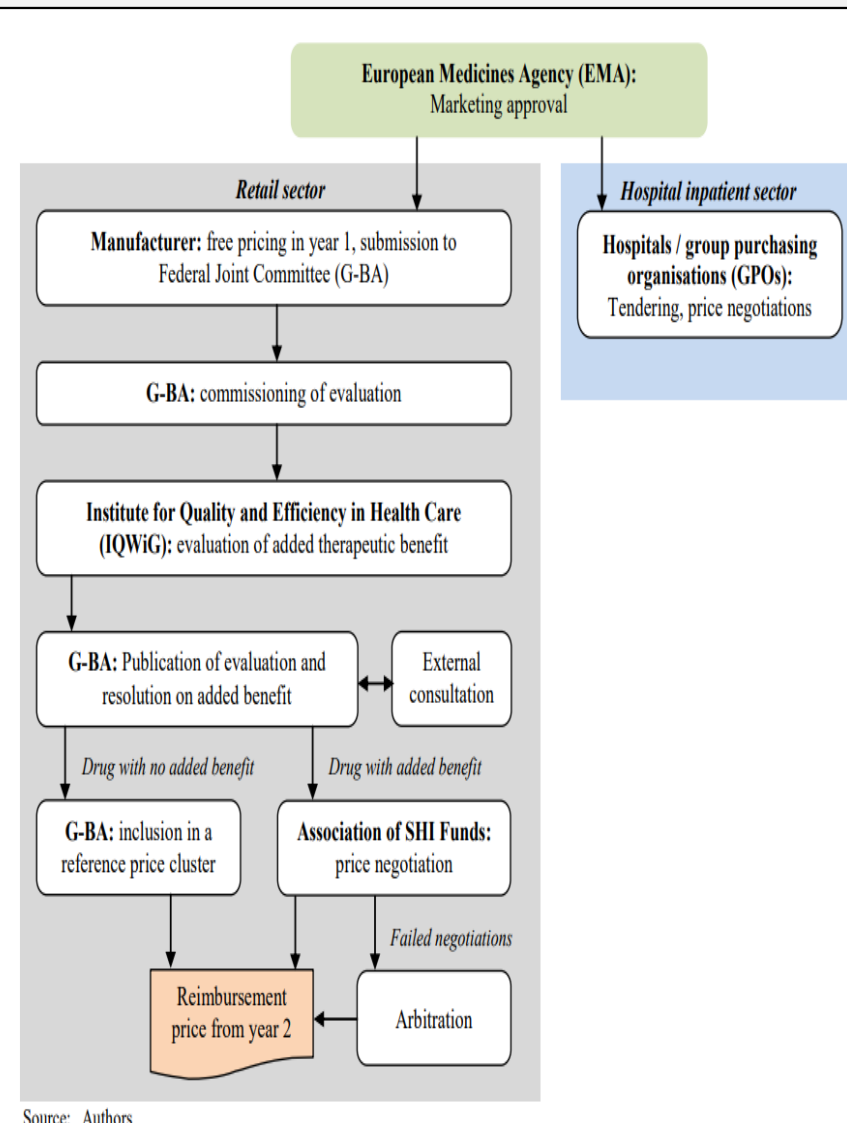 European Medicines Agency (EMA):
Marketing approval
Retail sector
Hospital inpatient sector
Manufacturer: free pricing in year 1, submission to
Federal Joint Committee (G-BA)
Hospitals / group purchasing
organisations (GPOs):
Tendering, price negotiations
G-BA: commissioning of evaluation
Institute for Quality and Efficiency in Health Care
(IQWiG): evaluation of added therapeutic benefit
G-BA: Publication of evaluation and
resolution on added benefit
External
consultation
Drug with no added benefit
Drug with added benefit
G-BA: inclusion in a
reference price cluster
Association of SHI Funds:
price negotiation
Failed negotiations
Reimbursement
price from year 2
Arbitration
Source: Authors